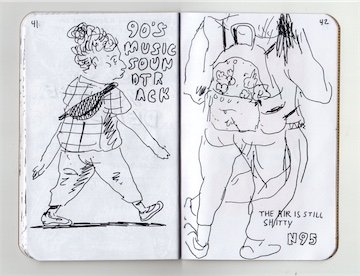 41.
90'S
MUSIC
SOUN
DTR
ACK
42
THE AIR IS STILL
SHITTY
N95